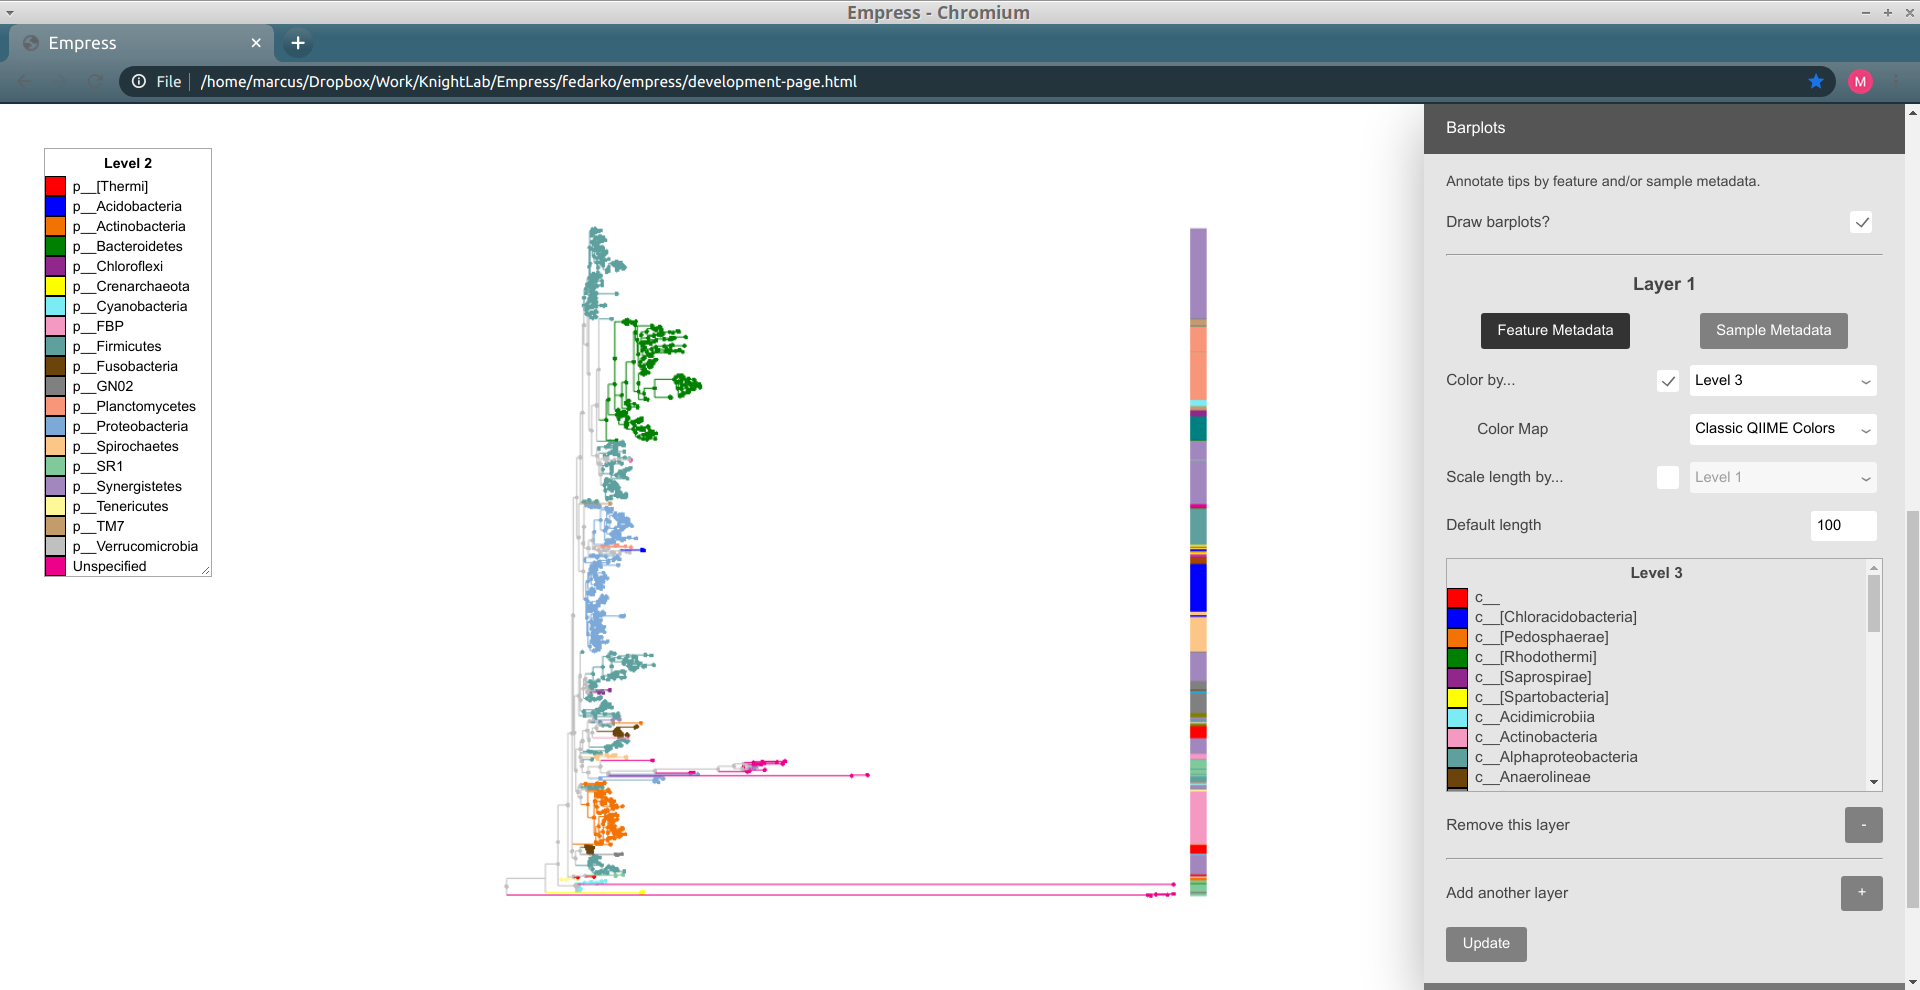 Empress - Chromium
Empress
File /home/marcus/Dropbox/Work/KnightLab/Empress/fedarko/empress/development-page.html
M
Level 2
p__[Thermi]
p__Acidobacteria
p__Actinobacteria
p__Bacteroidetes
p__Chloroflexi
p__Crenarchaeota
p__Cyanobacteria
p__FBP
p__Firmicutes
p__Fusobacteria
p__GN02
p__Planctomycetes
p__Proteobacteria
p__Spirochaetes
p__SR1
p__Synergistetes
p__Tenericutes
p__TM7
p__Verrucomicrobia
Unspecified
Barplots
Annotate tips by feature and/or sample metadata.
Draw barplots?
Layer 1
Feature Metadata Sample Metadata
Color by... Level 3
Color Map Classic QIIME Colors
Scale length by... Level 1
Default length 100
Level 3
c__
c__[Chloracidobacteria]
c__[Pedosphaerae]
c__[Rhodothermi]
c__[Saprospirae]
c__[Spartobacteria]
c__Acidimicrobiia
c__Actinobacteria
c__Alphaproteobacteria
c__Anaerolineae
Remove this layer -
Add another layer +
Update